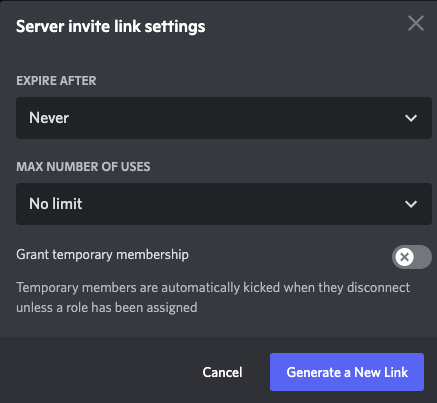 Server invite link settings
EXPIRE AFTER
Never
MAX NUMBER OF USES
No limit
Grant temporary membership
Temporary members are automatically kicked when they disconnect
unless a role has been assigned
Cancel
Generate a New Link